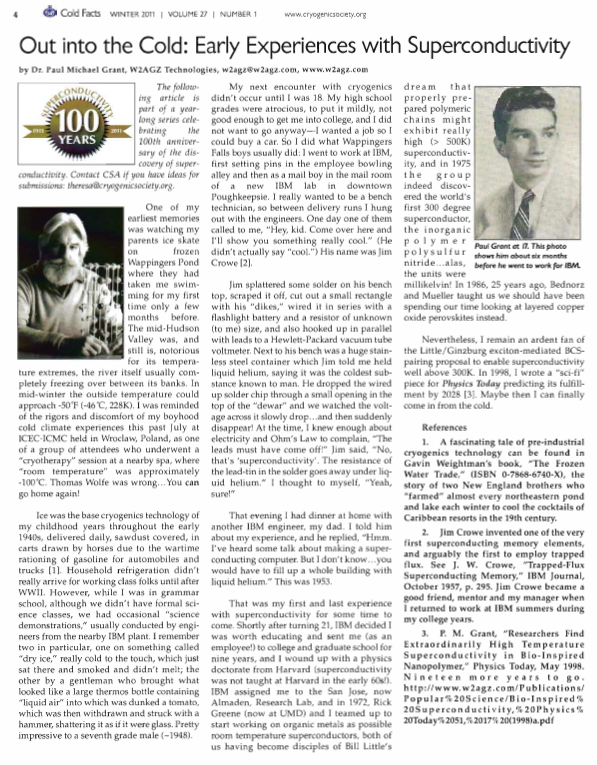 4 Cold Facts WINTER 2011 | VOLUME 27 | NUMBER 1 www.cryogenicsociety.org
Out into the Cold: Early Experiences with Superconductivity
by Dr. Paul Michael Grant, W2AGZ Technologies, w2agz@w2agz.com, www.w2agz.com
SUPERCONDUCTIVITY
1911 100 2011
YEARS
The follow-
ing article is
part of a year-
long series cele-
brating the
100th anniver-
sary of the dis-
covery of super-
conductivity. Contact CSA if you have ideas for
submissions: theresa@cryogenicsociety.org.
One of my
earliest memories
was watching my
parents ice skate
on frozen
Wappingers Pond
where they had
taken me swim-
ming for my first
time only a few
months before.
The mid-Hudson
Valley was, and
still is, notorious
for its tempera-
ture extremes, the river itself usually com-
pletely freezing over between its banks. In
mid-winter the outside temperature could
approach -50°F (-46°C, 228K). I was reminded
of the rigors and discomfort of my boyhood
cold climate experiences this past July at
ICEC-ICMC held in Wroclaw, Poland, as one
of a group of attendees who underwent a
"cryotherapy" session at a nearby spa, where
"room temperature" was approximately
-100°C. Thomas Wolfe was wrong...You can
go home again!
Ice was the base cryogenics technology of
my childhood years throughout the early
1940s, delivered daily, sawdust covered, in
carts drawn by horses due to the wartime
rationing of gasoline for automobiles and
trucks [1]. Household refrigeration didn't
really arrive for working class folks until after
WWII. However, while I was in grammar
school, although we didn't have formal sci-
ence classes, we had occasional "science
demonstrations," usually conducted by engi-
neers from the nearby IBM plant. I remember
two in particular, one on something called
"dry ice," really cold to the touch, which just
sat there and smoked and didn't melt; the
other by a gentleman who brought what
looked like a large thermos bottle containing
"liquid air" into which was dunked a tomato,
which was then withdrawn and struck with a
hammer, shattering it as if it were glass. Pretty
impressive to a seventh grade male (~1948).
My next encounter with cryogenics
didn't occur until I was 18. My high school
grades were atrocious, to put it mildly, not
good enough to get me into college, and I did
not want to go anyway—I wanted a job so I
could buy a car. So I did what Wappingers
Falls boys usually did: I went to work at IBM,
first setting pins in the employee bowling
alley and then as a mail boy in the mail room
of a new IBM lab in downtown
Poughkeepsie. I really wanted to be a bench
technician, so between delivery runs I hung
out with the engineers. One day one of them
called to me, "Hey, kid. Come over here and
I'll show you something really cool." (He
didn't actually say "cool.") His name was Jim
Crowe [2].
Jim splattered some solder on his bench
top, scraped it off, cut out a small rectangle
with his "dikes," wired it in series with a
flashlight battery and a resistor of unknown
(to me) size, and also hooked up in parallel
with leads to a Hewlett-Packard vacuum tube
voltmeter. Next to his bench was a huge stain-
less steel container which Jim told me held
liquid helium, saying it was the coldest sub-
stance known to man. He dropped the wired
up solder chip through a small opening in the
top of the "dewar" and we watched the volt-
age across it slowly drop...and then suddenly
disappear! At the time, I knew enough about
electricity and Ohm's Law to complain, "The
leads must have come off!" Jim said, "No,
that's 'superconductivity'. The resistance of
the lead-tin in the solder goes away under liq-
uid helium." I thought to myself, "Yeah,
sure!"
That evening I had dinner at home with
another IBM engineer, my dad. I told him
about my experience, and he replied, "Hmm.
I've heard some talk about making a super-
conducting computer. But I don't know...you
would have to fill up a whole building with
liquid helium." This was 1953.
That was my first and last experience
with superconductivity for some time to
come. Shortly after turning 21, IBM decided I
was worth educating and sent me (as an
employee!) to college and graduate school for
nine years, and I wound up with a physics
doctorate from Harvard (superconductivity
was not taught at Harvard in the early 60s!).
IBM assigned me to the San Jose, now
Almaden, Research Lab, and in 1972, Rick
Greene (now at UMD) and I teamed up to
start working on organic metals as possible
room temperature superconductors, both of
us having become disciples of Bill Little's
dream that
properly pre-
pared polymeric
chains might
exhibit really
high (> 500K)
superconductiv-
ity, and in 1975
the group
indeed discov-
ered the world's
first 300 degree
superconductor,
the inorganic
polymer
polysulfur
nitride...alas,
the units were
millikelvin! In 1986, 25 years ago, Bednorz
and Mueller taught us we should have been
spending our time looking at layered copper
oxide perovskites instead.
Paul Grant at 17. This photo
shows him about six months
before he went to work for IBM.
Nevertheless, I remain an ardent fan of
the Little/Ginzburg exciton-mediated BCS-
pairing proposal to enable superconductivity
well above 300K. In 1998, I wrote a "sci-fi"
piece for Physics Today predicting its fulfill-
ment by 2028 [3]. Maybe then I can finally
come in from the cold.
References
1. A fascinating tale of pre-industrial
cryogenics technology can be found in
Gavin Weightman's book, "The Frozen
Water Trade," (ISBN 0-7868-6740-X), the
story of two New England brothers who
"farmed" almost every northeastern pond
and lake each winter to cool the cocktails of
Caribbean resorts in the 19th century.
2. Jim Crowe invented one of the very
first superconducting memory elements,
and arguably the first to employ trapped
flux. See J. W. Crowe, "Trapped-Flux
Superconducting Memory," IBM Journal,
October 1957, p. 295. Jim Crowe became a
good friend, mentor and my manager when
I returned to work at IBM summers during
my college years.
3. P. M. Grant, "Researchers Find
Extraordinarily High Temperature
Superconductivity in Bio-Inspired
Nanopolymer," Physics Today, May 1998.
Nineteen more years to go.
http://www.w2agz.com/Publications/
Popular%20Science/Bio-Inspired%
20Superconductivity,%20Physics%
20Today%2051,%2017%20(1998)a.pdf